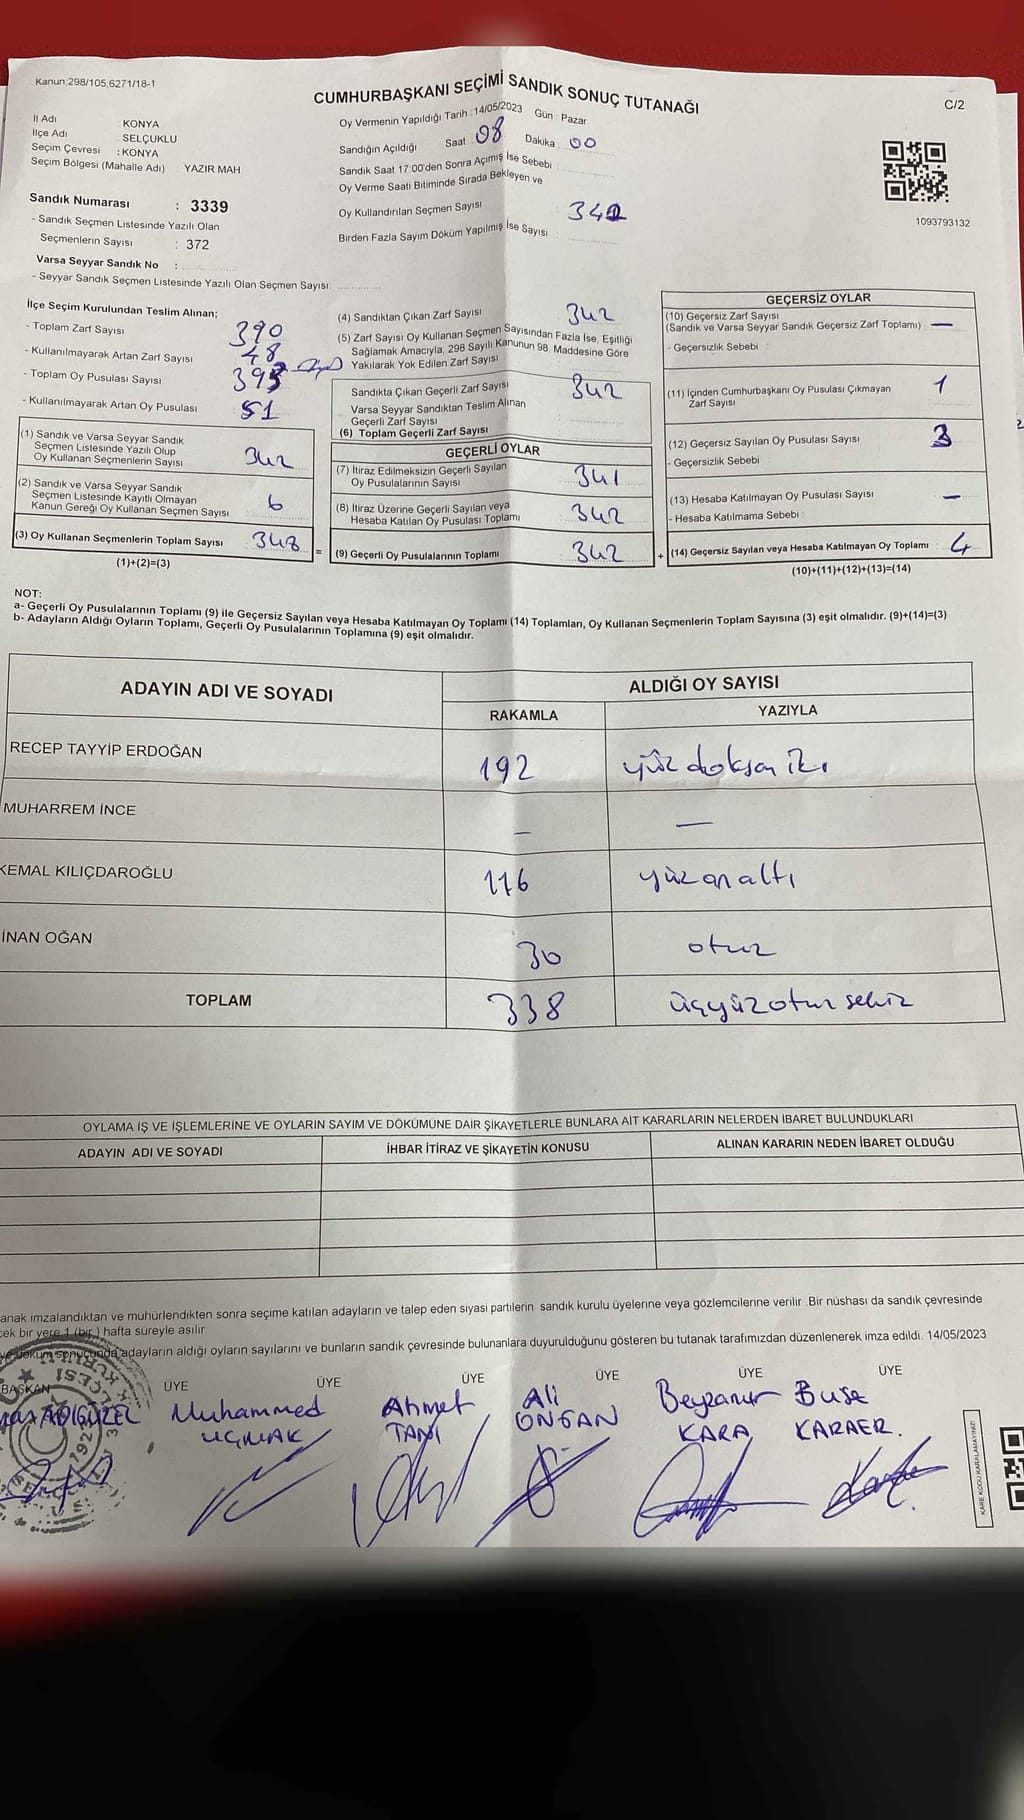 Kanun:298/105,6271/18-1
CUMHURBAŞKANI SEÇİMİ SANDIK SONUÇ TUTANAĞI
C/2
İl Adı : KONYA
İlçe Adı SELÇUKLU
Seçim Çevresi : KONYA
Seçim Bölgesi (Mahalle Adı) YAZIR MAH
Sandık Numarası : 3339
- Sandık Seçmen Listesinde Yazılı Olan
Seçmenlerin Sayısı : 372
Varsa Seyyar Sandık No :
- Seyyar Sandık Seçmen Listesinde Yazılı Olan Seçmen Sayısı:
Oy Vermenin Yapıldığı Tarih : 14/05/2023 Gün : Pazar
Sandığın Açıldığı Saat : 08 Dakika : 00
Sandık Saat 17:00'den Sonra Açımış İse Sebebi :
Oy Verme Saati Bitiminde Sırada Bekleyen ve
Oy Kullandırılan Seçmen Sayısı 342
Birden Fazla Sayım Döküm Yapılmış İse Sayısı :
1093793132
İlçe Seçim Kurulundan Teslim Alınan;
- Toplam Zarf Sayısı 390
- Kullanılmayarak Artan Zarf Sayısı 48
- Toplam Oy Pusulası Sayısı 393
- Kullanılmayarak Artan Oy Pusulası 51
(1) Sandık ve Varsa Seyyar Sandık
Seçmen Listesinde Yazılı Olup
Oy Kullanan Seçmenlerin Sayısı 342
(2) Sandık ve Varsa Seyyar Sandık
Seçmen Listesinde Kayıtlı Olmayan
Kanun Gereği Oy Kullanan Seçmen Sayısı 6
(3) Oy Kullanan Seçmenlerin Toplam Sayısı 348
(1)+(2)=(3)
(4) Sandıktan Çıkan Zarf Sayısı 342
(5) Zarf Sayısı Oy Kullanan Seçmen Sayısından Fazla İse, Eşitliği
Sağlamak Amacıyla, 298 Sayılı Kanunun 98. Maddesine Göre
Yakılarak Yok Edilen Zarf Sayısı
Sandıkta Çıkan Geçerli Zarf Sayısı 342
Varsa Seyyar Sandıktan Teslim Alınan
Geçerli Zarf Sayısı
(6) Toplam Geçerli Zarf Sayısı
GEÇERLİ OYLAR
(7) İtiraz Edilmeksizin Geçerli Sayılan
Oy Pusulalarının Sayısı 341
(8) İtiraz Üzerine Geçerli Sayılan veya
Hesaba Katılan Oy Pusulası Toplamı 342
= (9) Geçerli Oy Pusulalarının Toplamı 342
GEÇERSİZ OYLAR
(10) Geçersiz Zarf Sayısı
(Sandık ve Varsa Seyyar Sandık Geçersiz Zarf Toplamı) —
- Geçersizlik Sebebi
(11) İçinden Cumhurbaşkanı Oy Pusulası Çıkmayan
Zarf Sayısı 1
(12) Geçersiz Sayılan Oy Pusulası Sayısı 3
- Geçersizlik Sebebi
(13) Hesaba Katılmayan Oy Pusulası Sayısı —
- Hesaba Katılmama Sebebi :
+ (14) Geçersiz Sayılan veya Hesaba Katılmayan Oy Toplamı : 4
(10)+(11)+(12)+(13)=(14)
NOT:
a- Geçerli Oy Pusulalarının Toplamı (9) ile Geçersiz Sayılan veya Hesaba Katılmayan Oy Toplamı (14) Toplamları, Oy Kullanan Seçmenlerin Toplam Sayısına (3) eşit olmalıdır. (9)+(14)=(3)
b- Adayların Aldığı Oyların Toplamı, Geçerli Oy Pusulalarının Toplamına (9) eşit olmalıdır.
ADAYIN ADI VE SOYADI ALDIĞI OY SAYISI
RAKAMLA YAZIYLA
RECEP TAYYİP ERDOĞAN 192 yüz doksan iki
MUHARREM İNCE — —
KEMAL KILIÇDAROĞLU 116 yüz on altı
İNAN OĞAN 30 otuz
TOPLAM 338 üçyüz otuz sekiz
OYLAMA İŞ VE İŞLEMLERİNE VE OYLARIN SAYIM VE DÖKÜMÜNE DAİR ŞİKAYETLERLE BUNLARA AİT KARARLARIN NELERDEN İBARET BULUNDUKLARI
ADAYIN ADI VE SOYADI İHBAR İTİRAZ VE ŞİKAYETİN KONUSU ALINAN KARARIN NEDEN İBARET OLDUĞU
anak imzalandıktan ve mühürlendikten sonra seçime katılan adayların ve talep eden siyasi partilerin sandık kurulu üyelerine veya gözlemcilerine verilir. Bir nüshası da sandık çevresinde
cek bir yere 1 (bir) hafta süreyle asılır
ve döküm sonucunda adayların aldığı oyların sayılarını ve bunların sandık çevresinde bulunanlara duyurulduğunu gösteren bu tutanak tarafımızdan düzenlenerek imza edildi. 14/05/2023
BAŞKAN ÜYE ÜYE ÜYE ÜYE ÜYE ÜYE
ADIGÜZEL Muhammed Ahmet Ali Beyzanur Buse
UÇMAK TANI ONGAN KARA KARAER.
KARE KODU KARALAMAYINIZ!